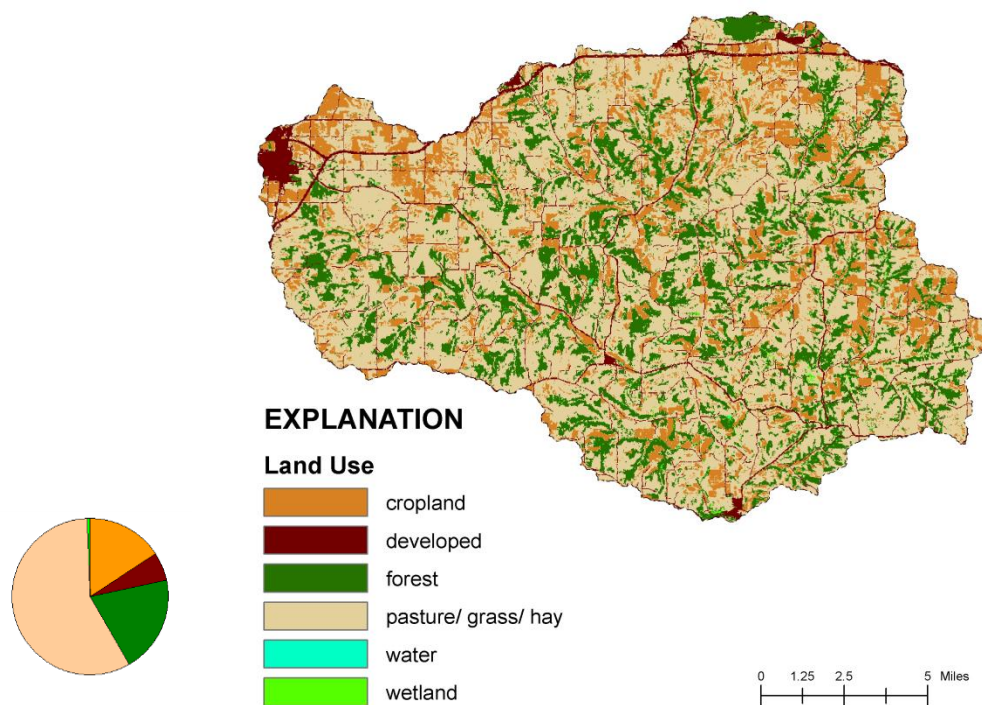 EXPLANATION
Land Use
cropland
developed
forest
pasture/ grass/ hay
water
wetland
0 1.25 2.5 5 Miles